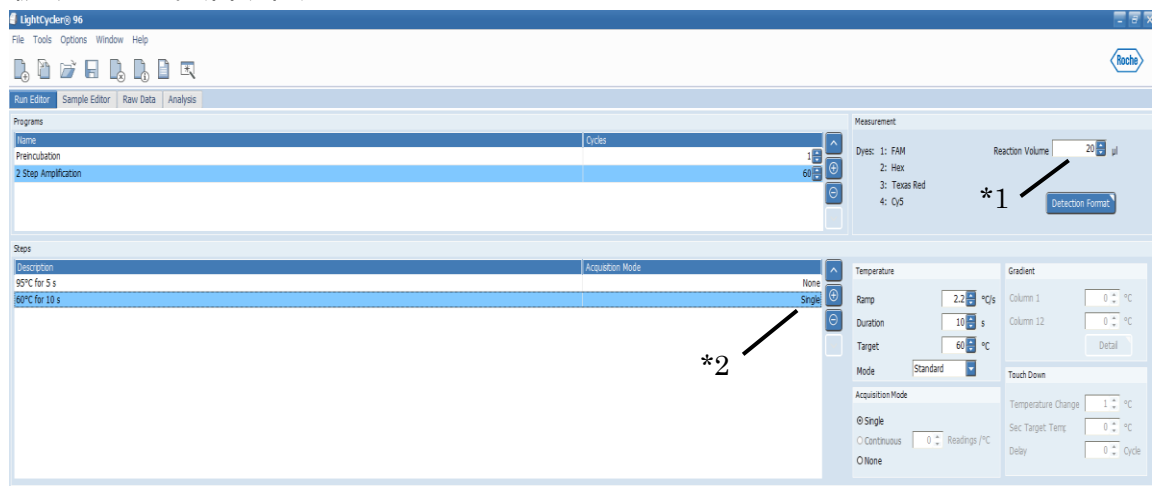 LightCycler® 96
File Tools Options Window Help
Roche
Run Editor Sample Editor Raw Data Analysis
Programs
Name Cycles
Preincubation 1
2 Step Amplification 60
Measurement
Dyes: 1: FAM
2: Hex
3: Texas Red
4: Cy5
Reaction Volume 20 µl
*1
Detection Format
Steps
Description Acquisition Mode
95°C for 5 s None
60°C for 10 s Single
*2
Temperature
Ramp 2.2 °C/s
Duration 10 s
Target 60 °C
Mode Standard
Acquisition Mode
Single
Continuous 0 Readings /°C
None
Gradient
Column 1 0 °C
Column 12 0 °C
Detail
Touch Down
Temperature Change 1 °C
Sec Target Temp 0 °C
Delay 0 Cycle